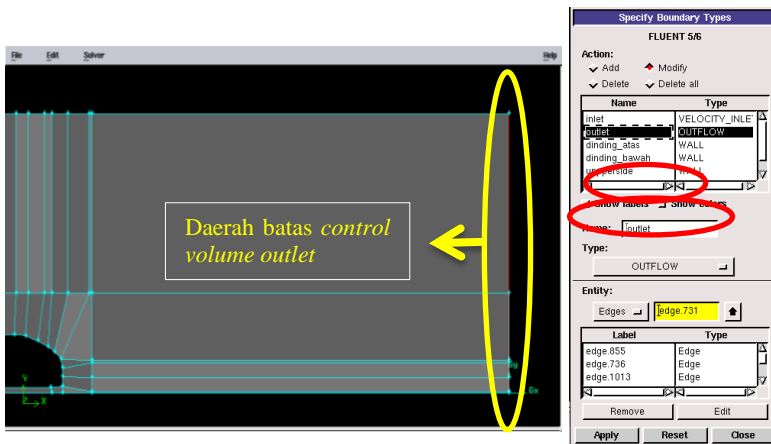 File Edit Solver Help
Daerah batas control
volume outlet
Gy
Gx
Y
Z X
Specify Boundary Types
FLUENT 5/6
Action:
Add Modify
Delete Delete all
Name Type
inlet VELOCITY_INLET
outlet OUTFLOW
dinding_atas WALL
dinding_bawah WALL
upperside WALL
Show labels Show colors
Name: outlet
Type:
OUTFLOW
Entity:
Edges edge.731
Label Type
edge.855 Edge
edge.736 Edge
edge.1013 Edge
Remove Edit
Apply Reset Close